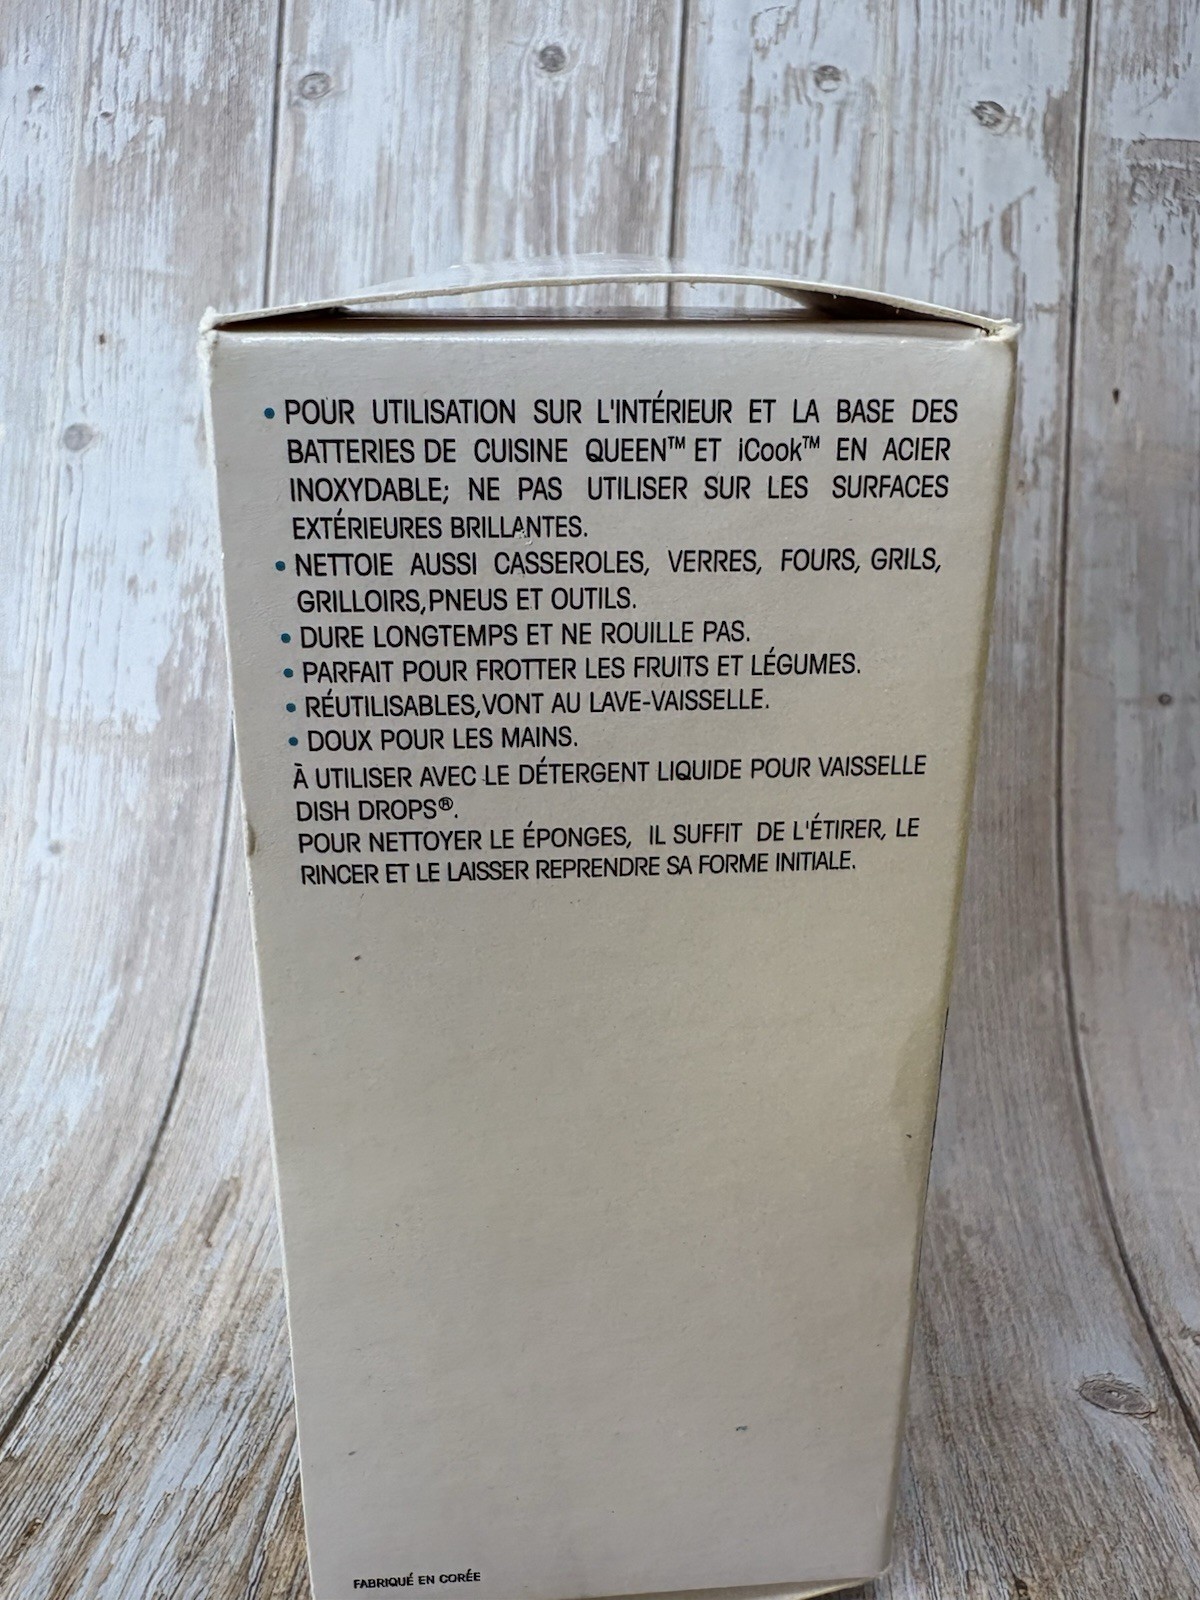 • POUR UTILISATION SUR L'INTÉRIEUR ET LA BASE DES
BATTERIES DE CUISINE QUEEN™ ET iCook™ EN ACIER
INOXYDABLE; NE PAS UTILISER SUR LES SURFACES
EXTÉRIEURES BRILLANTES.
• NETTOIE AUSSI CASSEROLES, VERRES, FOURS, GRILS,
GRILLOIRS,PNEUS ET OUTILS.
• DURE LONGTEMPS ET NE ROUILLE PAS.
• PARFAIT POUR FROTTER LES FRUITS ET LÉGUMES.
• RÉUTILISABLES,VONT AU LAVE-VAISSELLE.
• DOUX POUR LES MAINS.
À UTILISER AVEC LE DÉTERGENT LIQUIDE POUR VAISSELLE
DISH DROPS®.
POUR NETTOYER LE ÉPONGES, IL SUFFIT DE L'ÉTIRER, LE
RINCER ET LE LAISSER REPRENDRE SA FORME INITIALE.
FABRIQUÉ EN CORÉE